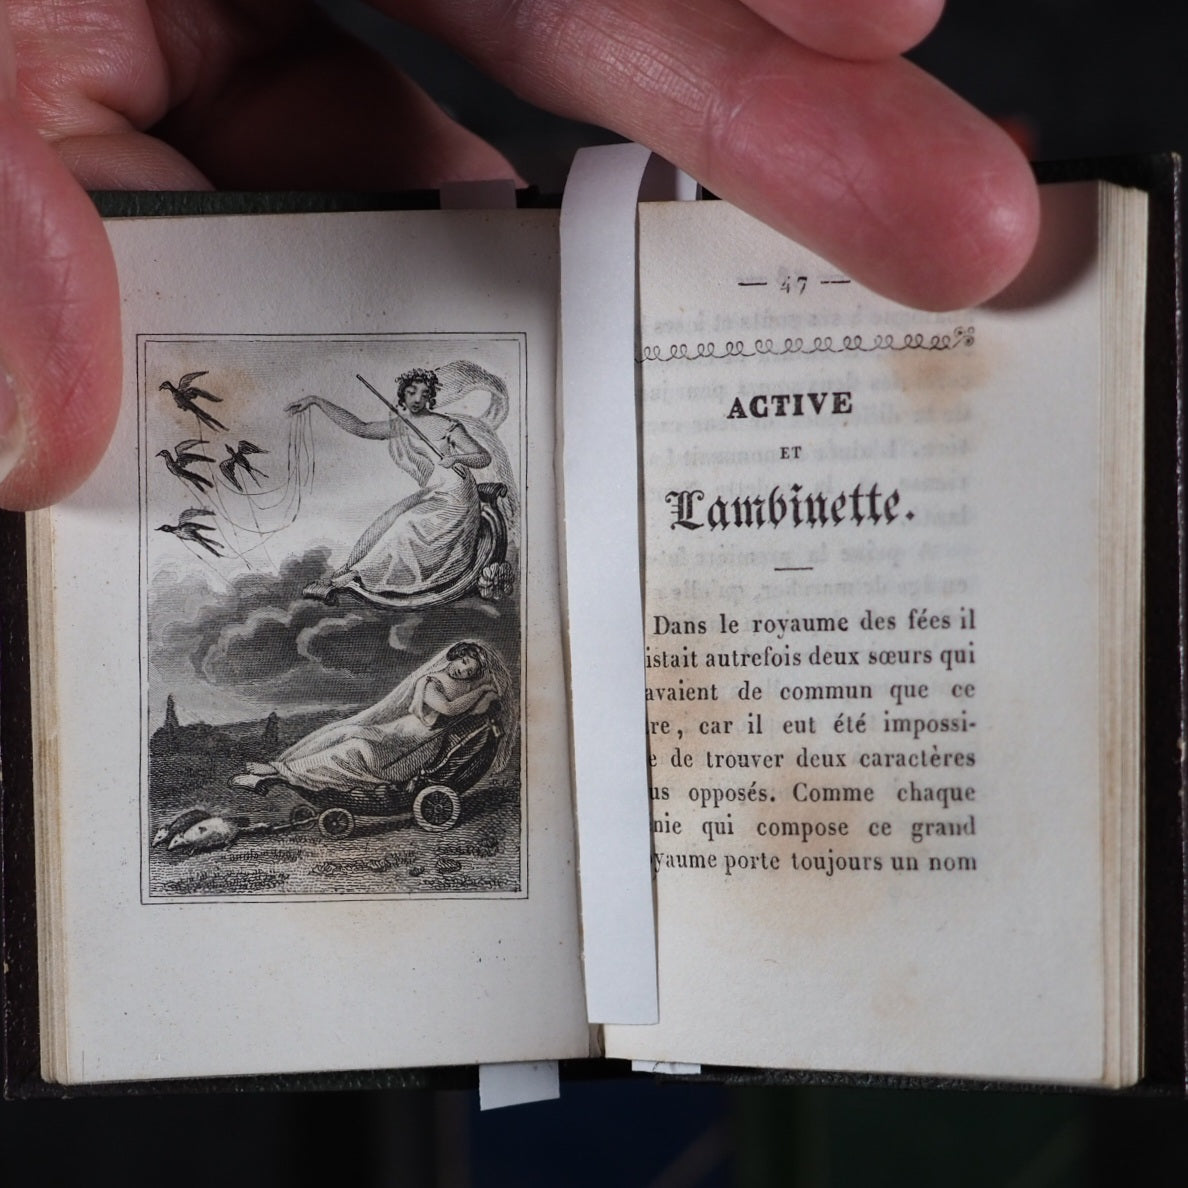 — 47 —
ACTIVE
ET
Lambinette.
Dans le royaume des fées il
istait autrefois deux sœurs qui
avaient de commun que ce
re, car il eut été impossi-
e de trouver deux caractères
us opposés. Comme chaque
nie qui compose ce grand
yaume porte toujours un nom